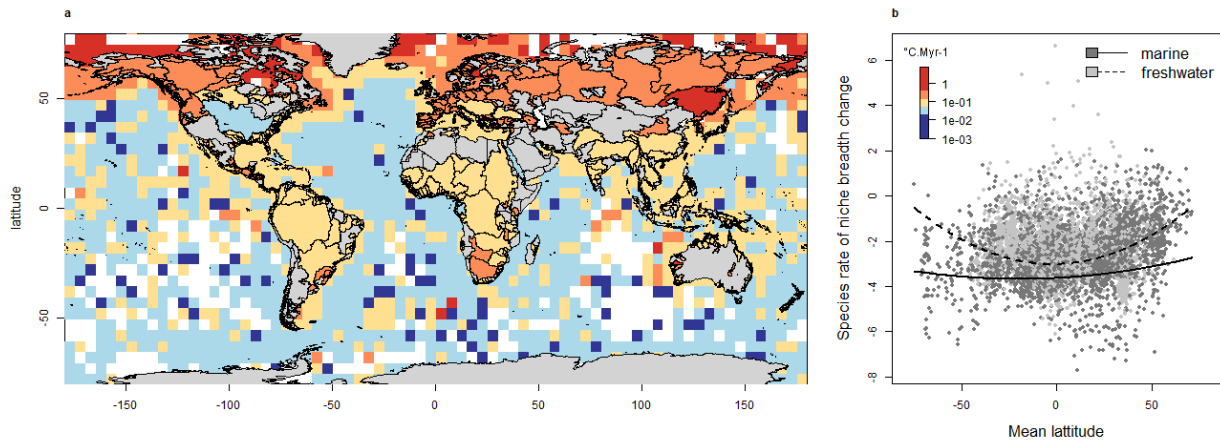 a
latitude
50
0
-50
-150
-100
-50
0
50
100
150
b
°C.Myr-1
1
1e-01
1e-02
1e-03
marine
freshwater
Species rate of niche breadth change
6
4
2
0
-2
-4
-6
-8
-50
0
50
Mean lattitude